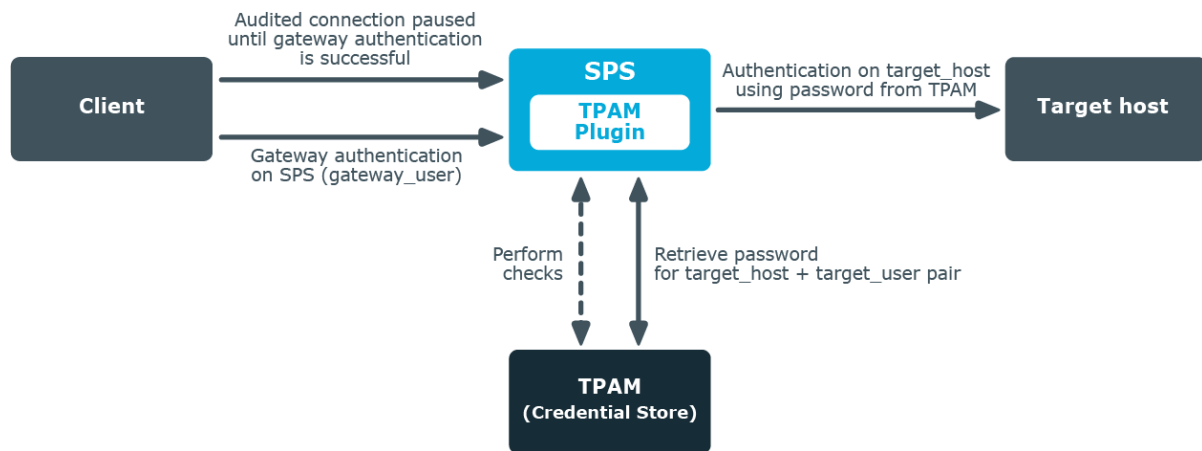 Audited connection paused
until gateway authentication
is successful
Client
Gateway authentication
on SPS (gateway_user)
SPS
TPAM
Plugin
Authentication on target_host
using password from TPAM
Target host
Perform
checks
Retrieve password
for target_host + target_user pair
TPAM
(Credential Store)